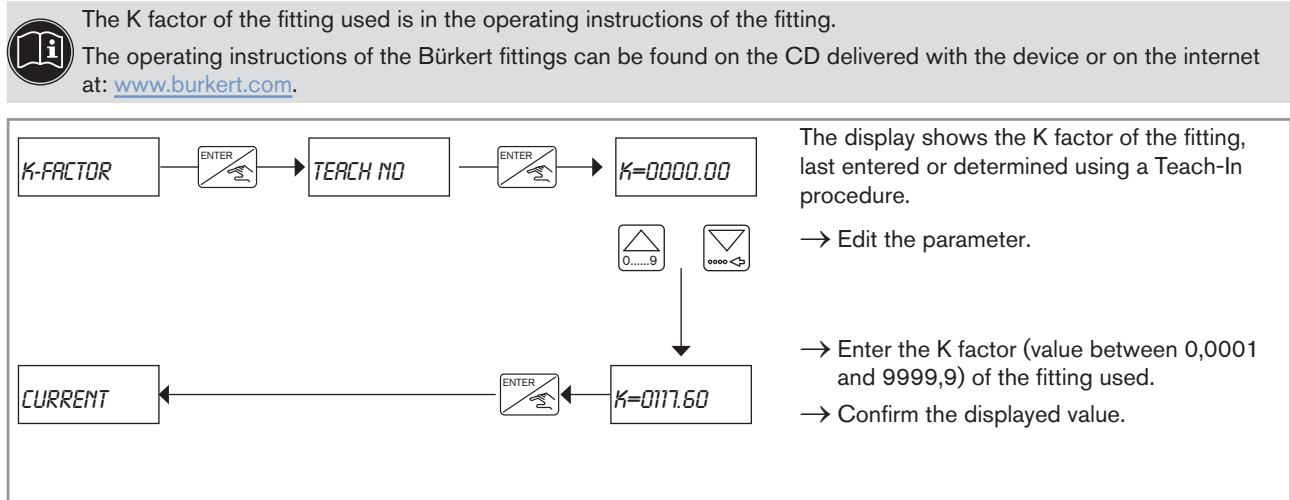 The K factor of the fitting used is in the operating instructions of the fitting.
The operating instructions of the Bürkert fittings can be found on the CD delivered with the device or on the internet
at: www.burkert.com.
K-FACTOR
ENTER
TEACH NO
ENTER
K=0000.00
The display shows the K factor of the fitting,
last entered or determined using a Teach-In
procedure.
→ Edit the parameter.
0......9
→ Enter the K factor (value between 0,0001
and 9999,9) of the fitting used.
→ Confirm the displayed value.
CURRENT
ENTER
K=0117.60